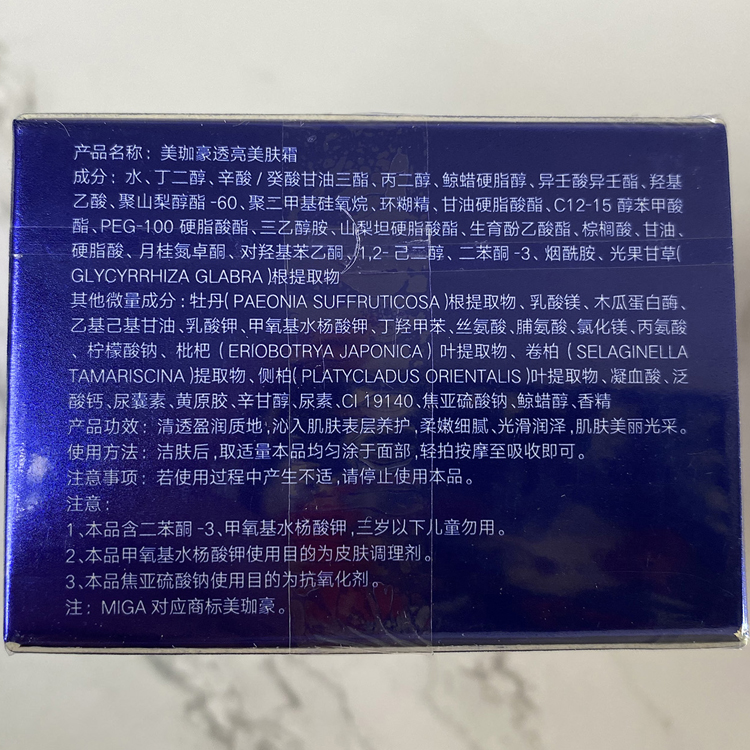 产品名称：美珈豪透亮美肤霜
成分：水、丁二醇、辛酸/癸酸甘油三酯、丙二醇、鲸蜡硬脂醇、异壬酸异壬酯、羟基
乙酸、聚山梨醇酯-60、聚二甲基硅氧烷、环糊精、甘油硬脂酸酯、C12-15醇苯甲酸
酯、PEG-100硬脂酸酯、三乙醇胺、山梨坦硬脂酸酯、生育酚乙酸酯、棕榈酸、甘油、
硬脂酸、月桂氮卓酮、对羟基苯乙酮、1,2-己二醇、二苯酮-3、烟酰胺、光果甘草(
GLYCYRRHIZA GLABRA)根提取物
其他微量成分：牡丹(PAEONIA SUFFRUTICOSA)根提取物、乳酸镁、木瓜蛋白酶、
乙基己基甘油、乳酸钾、甲氧基水杨酸钾、丁羟甲苯、丝氨酸、脯氨酸、氯化镁、丙氨酸
、柠檬酸钠、枇杷(ERIOBOTRYA JAPONICA)叶提取物、卷柏(SELAGINELLA
TAMARISCINA)提取物、侧柏(PLATYCLADUS ORIENTALIS)叶提取物、凝血酸、泛
酸钙、尿囊素、黄原胶、辛甘醇、尿素、CI 19140、焦亚硫酸钠、鲸蜡醇、香精
产品功效：清透盈润质地,沁入肌肤表层养护,柔嫩细腻,光滑润泽,肌肤美丽光采。
使用方法：洁肤后,取适量本品均匀涂于面部,轻拍按摩至吸收即可。
注意事项：若使用过程中产生不适,请停止使用本品。
注意：
1、本品含二苯酮-3、甲氧基水杨酸钾,三岁以下儿童勿用。
2、本品甲氧基水杨酸钾使用目的为皮肤调理剂。
3、本品焦亚硫酸钠使用目的为抗氧化剂。
注：MIGA对应商标美珈豪。